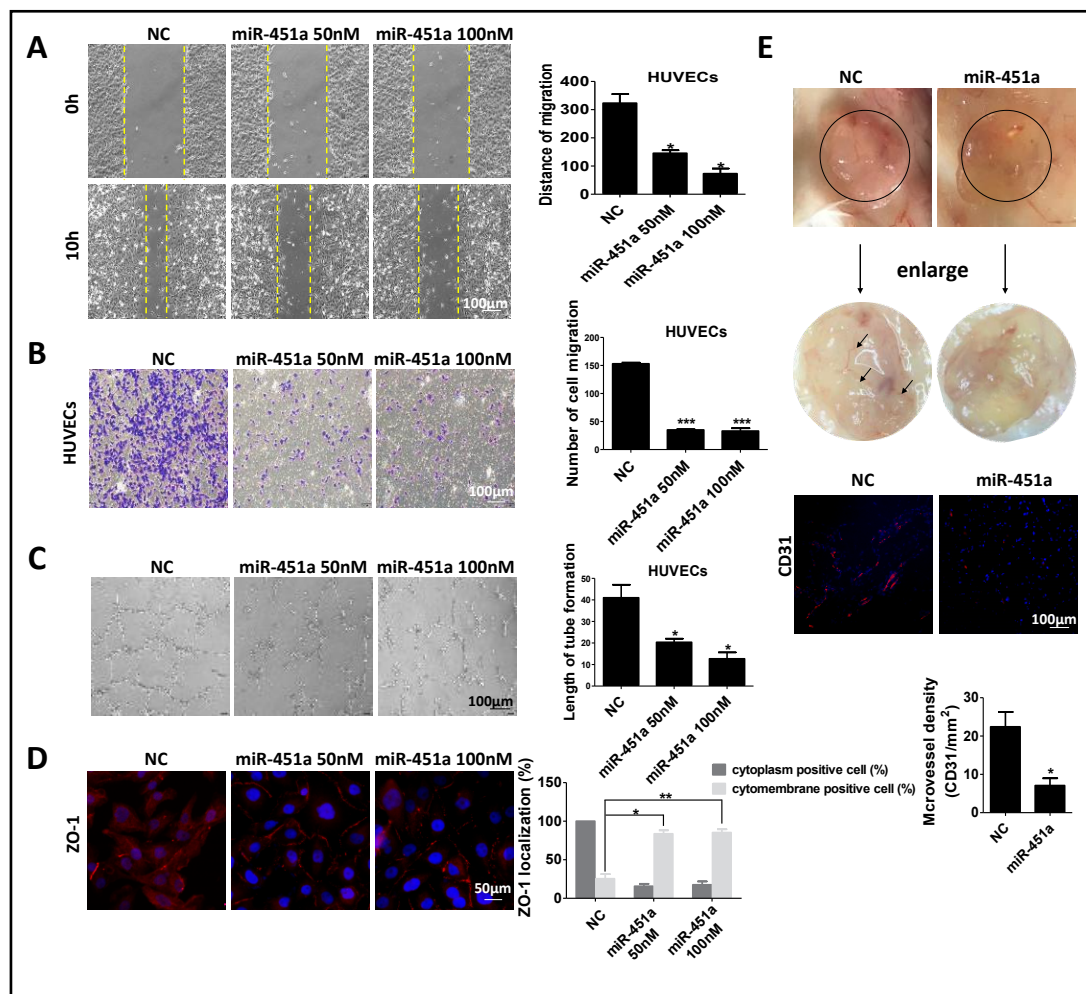 A
NC
miR-451a 50nM
miR-451a 100nM
0h
10h
100μm
Distance of migration
HUVECs
400
300
200
100
0
*
*
NC
miR-451a 50nM
miR-451a 100nM
B
NC
miR-451a 50nM
miR-451a 100nM
HUVECs
100μm
Number of cell migration
HUVECs
200
150
100
50
0
***
***
NC
miR-451a 50nM
miR-451a 100nM
C
NC
miR-451a 50nM
miR-451a 100nM
100μm
Length of tube formation
HUVECs
50
40
30
20
10
0
*
*
NC
miR-451a 50nM
miR-451a 100nM
D
NC
miR-451a 50nM
miR-451a 100nM
ZO-1
50μm
ZO-1 localization (%)
cytoplasm positive cell (%)
cytomembrane positive cell (%)
150
100
50
0
*
**
NC
miR-451a
50nM
miR-451a
100nM
E
NC
miR-451a
enlarge
NC
miR-451a
CD31
100μm
Mcrovessel density
(CD31/mm²)
30
20
10
0
*
NC
miR-451a